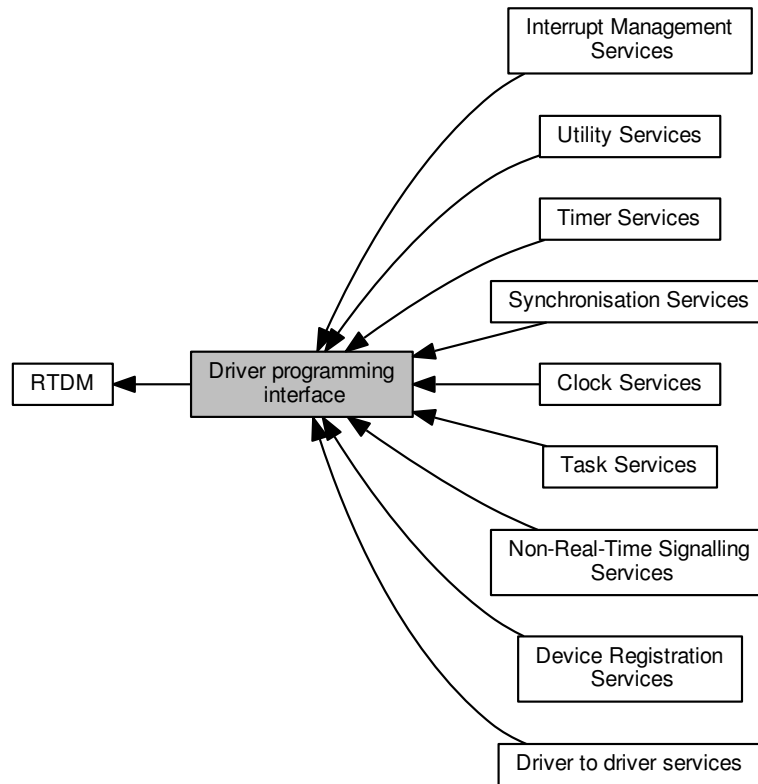 Interrupt Management
Services
Utility Services
Timer Services
Synchronisation Services
RTDM
Driver programming
interface
Clock Services
Task Services
Non-Real-Time Signalling
Services
Device Registration
Services
Driver to driver services